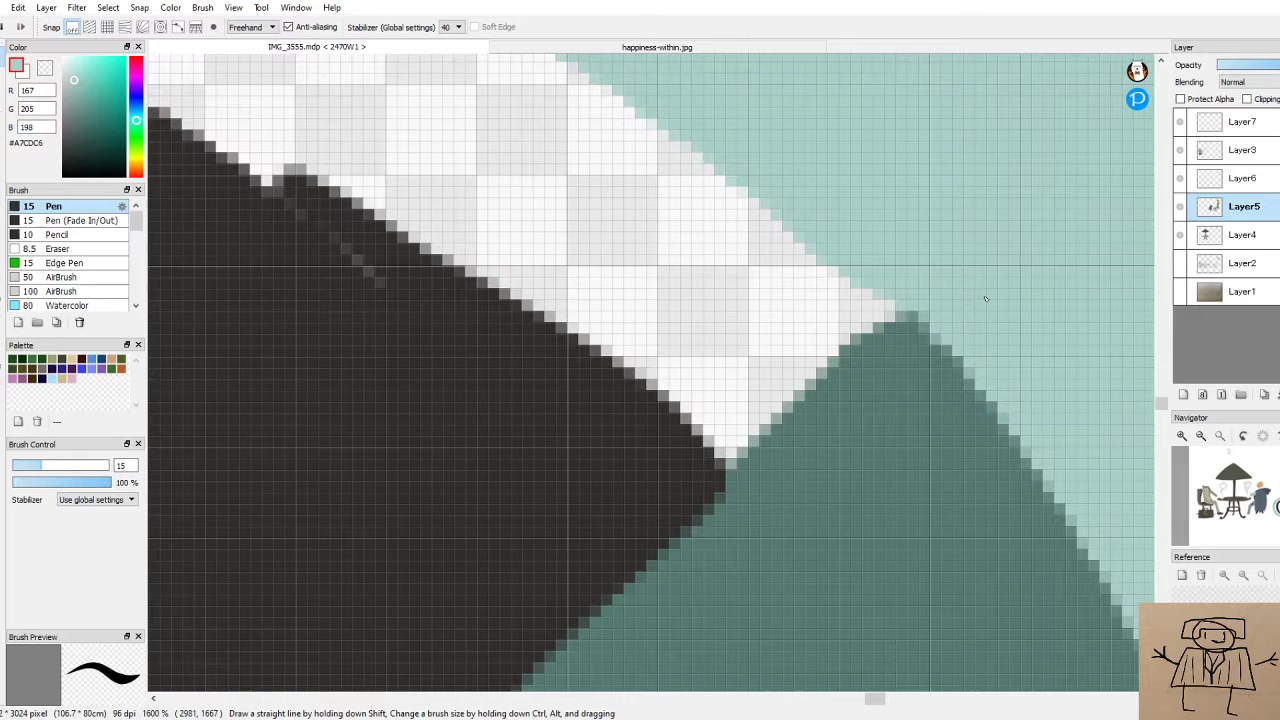 Edit Layer Filter Select Snap Color Brush View Tool Window Help
Snap off Freehand Anti-aliasing Stabilizer (Global settings) 40 Soft Edge
Color IMG_3555.mdp < 2470W1 > happiness-within.jpg Layer
Opacity
R 167 Blending Normal
G 205 Protect Alpha Clipping
B 198
#A7CDC6
Layer7
Layer3
Layer6
Layer5
Layer4
Layer2
Layer1
Brush
15 Pen
15 Pen (Fade In/Out)
10 Pencil
8.5 Eraser
15 Edge Pen
50 AirBrush
100 AirBrush
80 Watercolor
Palette
---
Navigator
Brush Control
15
100 %
Stabilizer Use global settings
Reference
Brush Preview
* 3024 pixel (106.7 * 80cm) 96 dpi 1600 % ( 2981, 1667 ) Draw a straight line by holding down Shift, Change a brush size by holding down Ctrl, Alt, and dragging